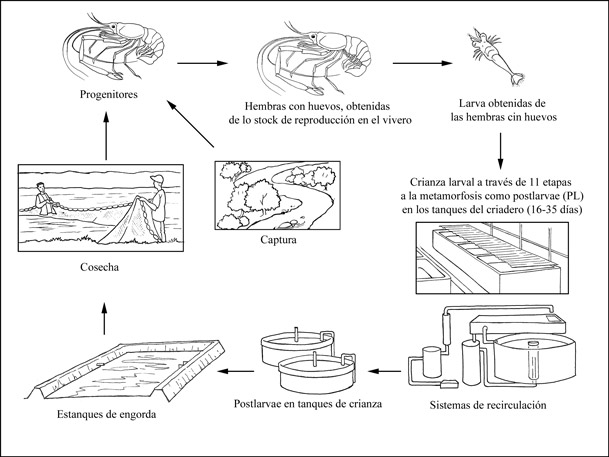 Progenitores
Hembras con huevos, obtenidas
de lo stock de reproducción en el vivero
Larva obtenidas de
las hembras cin huevos
Crianza larval a través de 11 etapas
a la metamorfosis como postlarvae (PL)
en los tanques del criadero (16-35 días)
Captura
Cosecha
Sistemas de recirculación
Postlarvae en tanques de crianza
Estanques de engorda